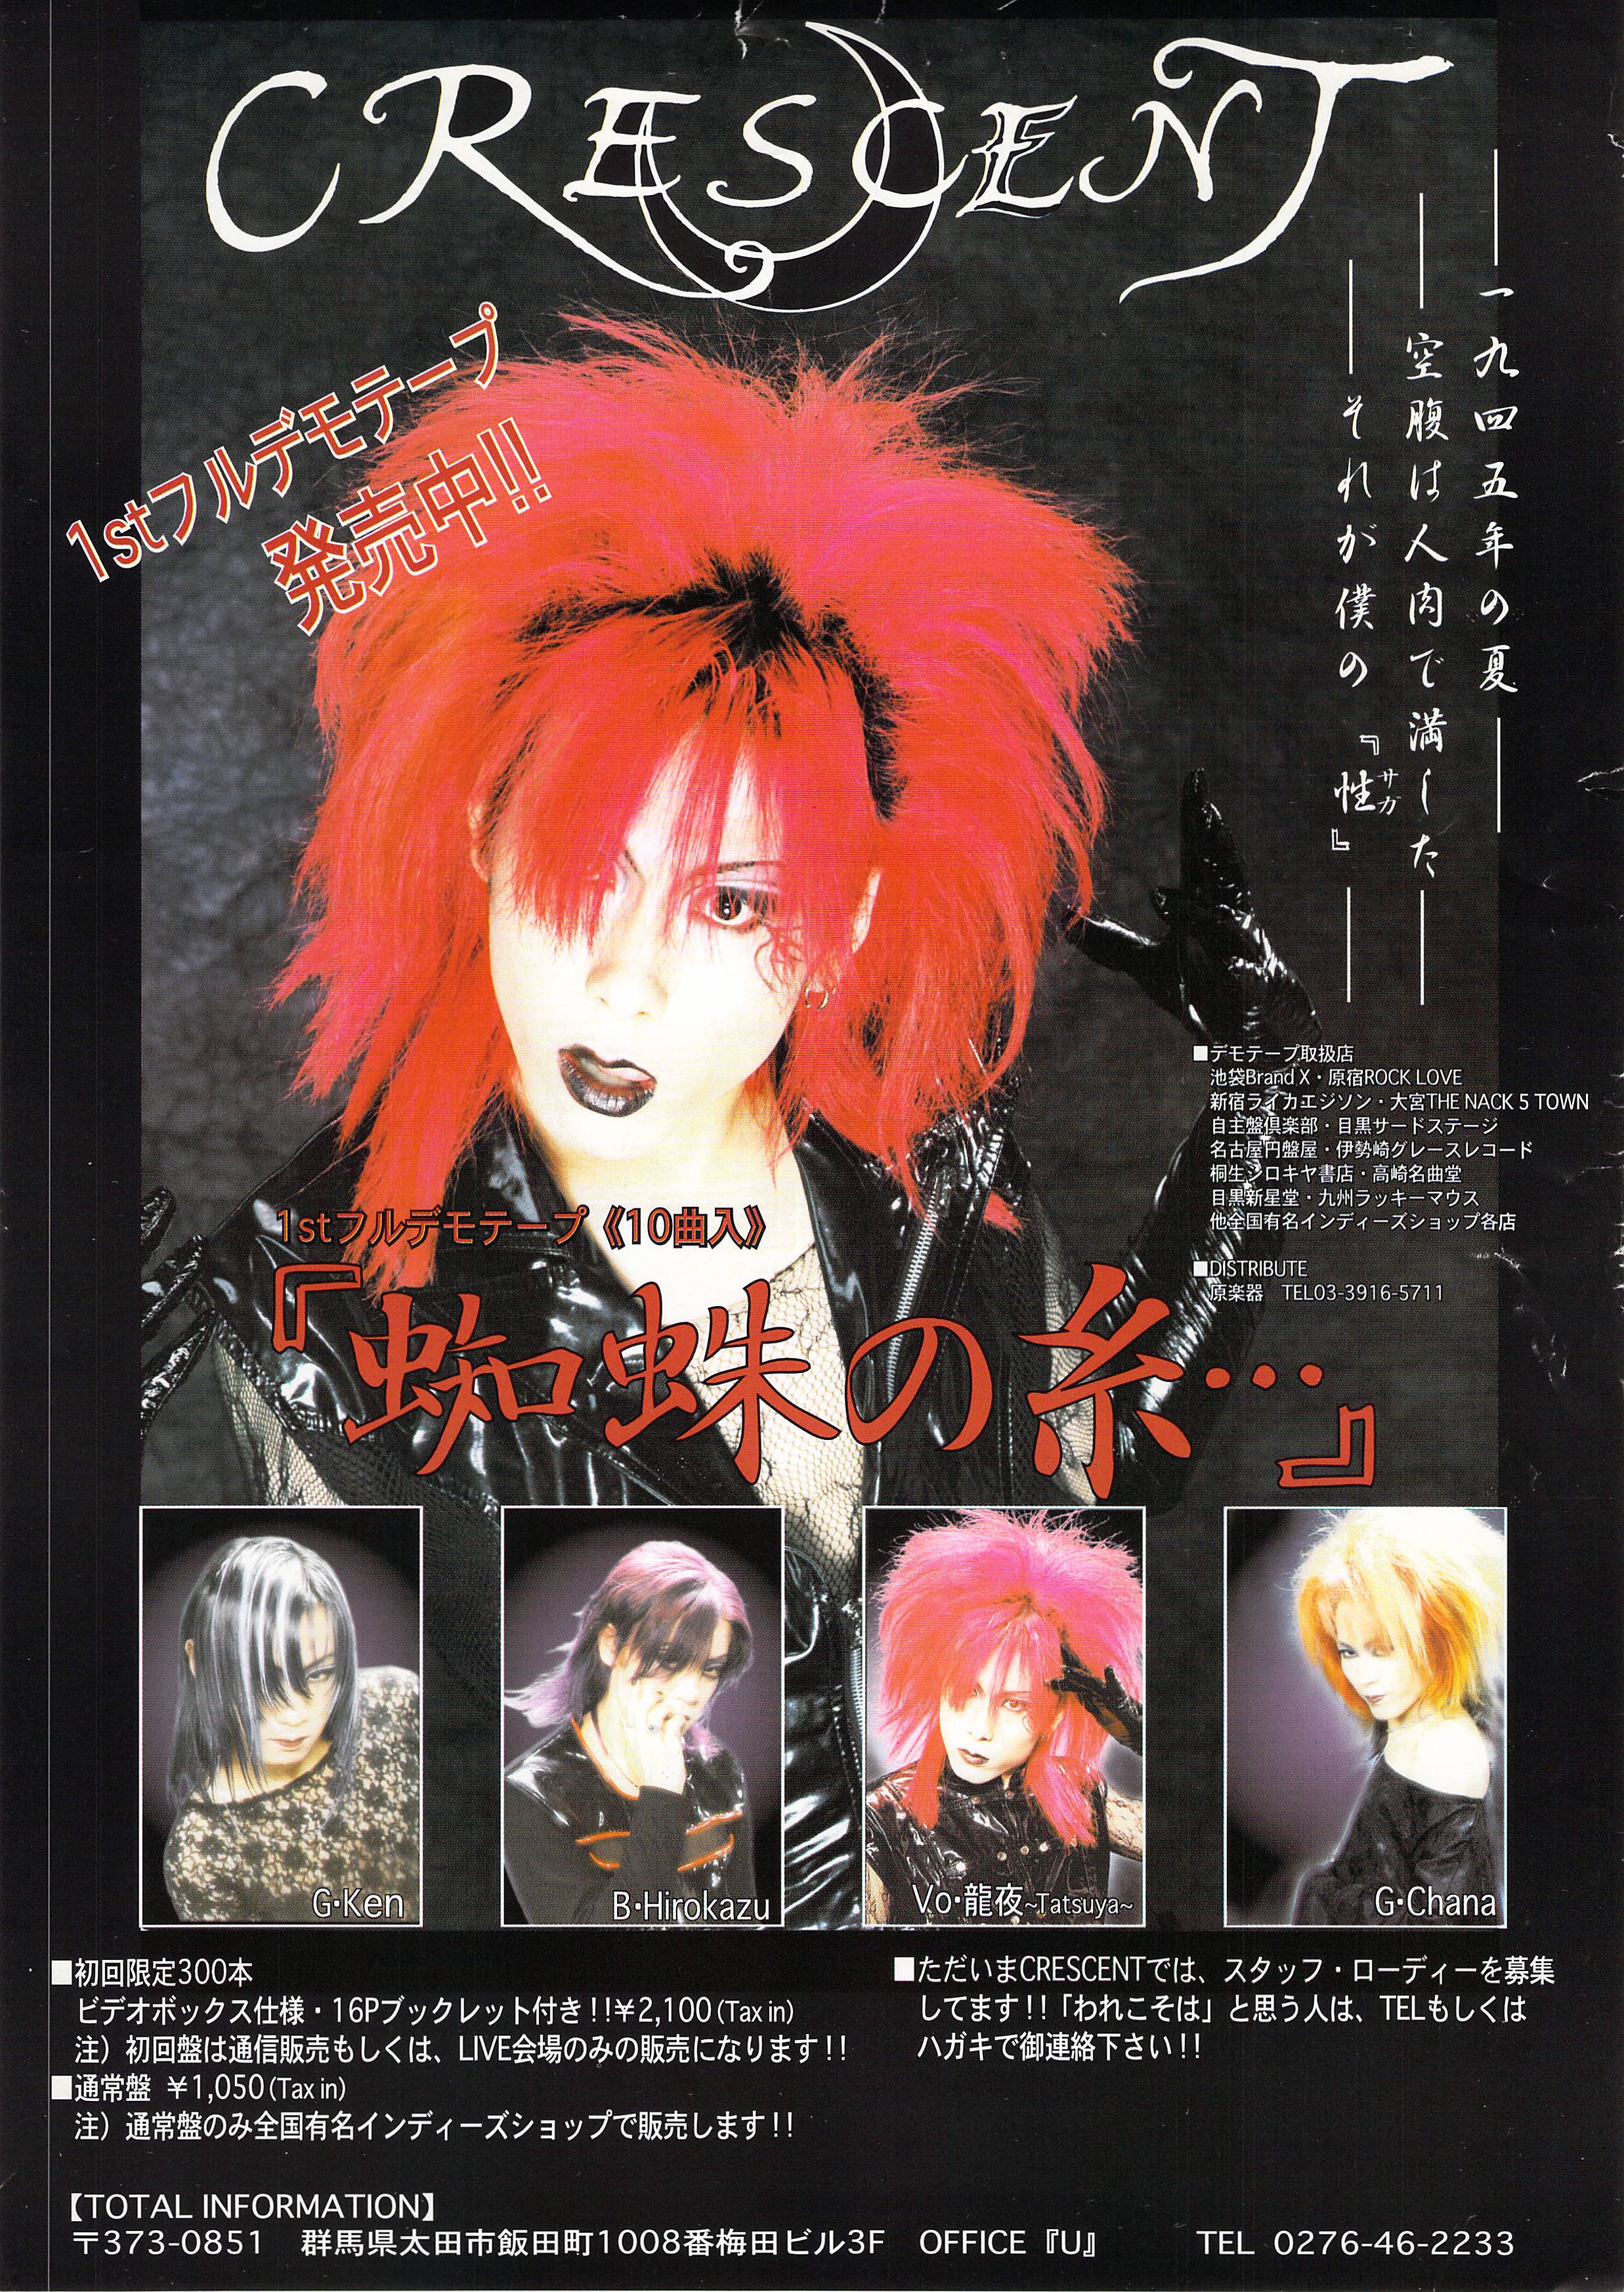 CRESCENT
一九四五年の夏
空腹は人肉で満した
それが僕の『性』
サガ
1stフルデモテープ
発売中!!
■デモテープ取扱店
池袋Brand X・原宿ROCK LOVE
新宿ライカエジソン・大宮THE NACK 5 TOWN
自主盤倶楽部・目黒サードステージ
名古屋円盤屋・伊勢崎グレースレコード
桐生シロキヤ書店・高崎名曲堂
目黒新星堂・九州ラッキーマウス
他全国有名インディーズショップ各店
■DISTRIBUTE
原楽器 TEL03-3916-5711
1stフルデモテープ《10曲入》
『蜘蛛の糸…』
G・Ken
B・Hirokazu
Vo・龍夜~Tatsuya~
G・Chana
■初回限定300本
ビデオボックス仕様・16Pブックレット付き!!¥2,100(Tax in)
注）初回盤は通信販売もしくは、LIVE会場のみの販売になります!!
■通常盤 ¥1,050(Tax in)
注）通常盤のみ全国有名インディーズショップで販売します!!
■ただいまCRESCENTでは、スタッフ・ローディーを募集
してます!!「われこそは」と思う人は、TELもしくは
ハガキで御連絡下さい!!
【TOTAL INFORMATION】
〒373-0851 群馬県太田市飯田町1008番梅田ビル3F OFFICE『U』 TEL 0276-46-2233